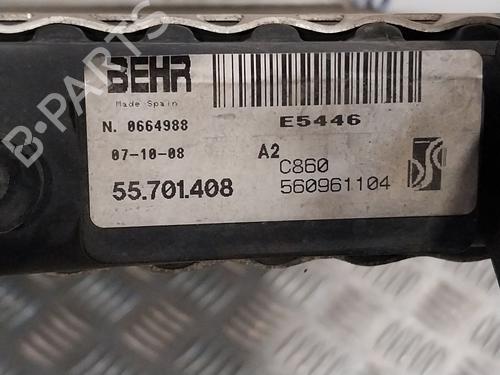 BEHR
Made Spain
E5446
N. 0664988
07-10-08
A2
C860
55.701.408
560961104
B-PARTS